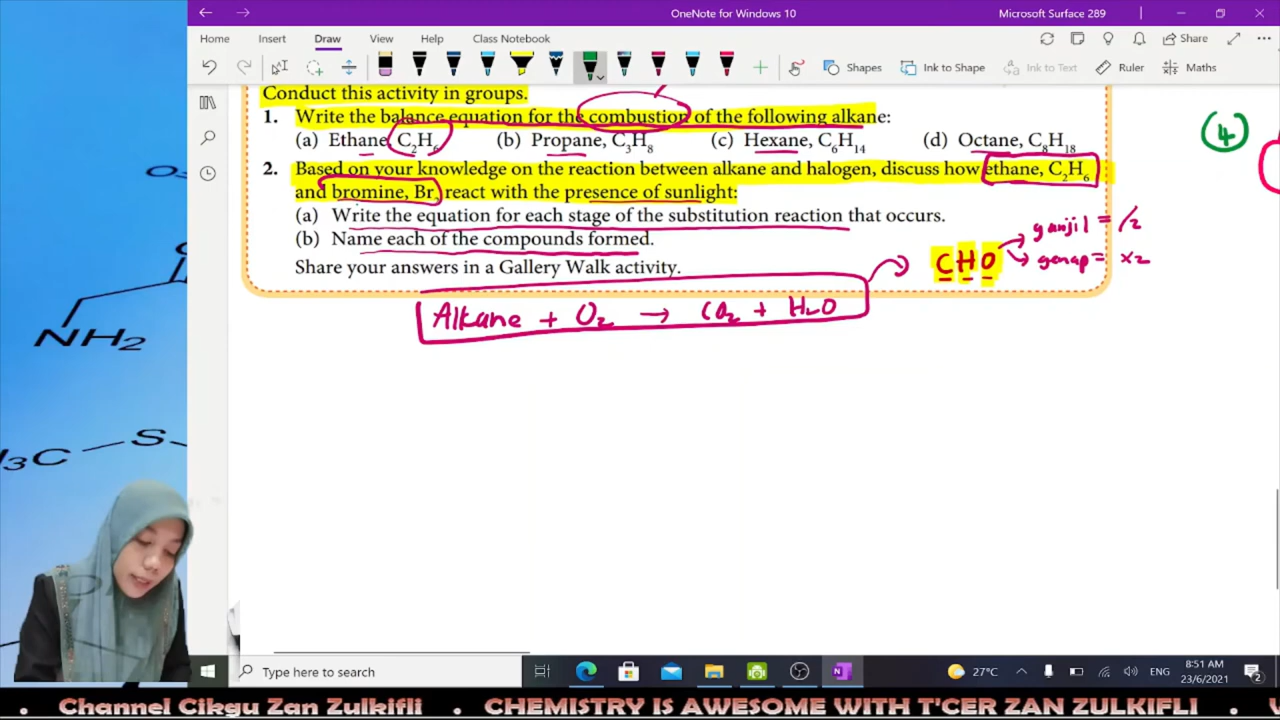 OneNote for Windows 10
Microsoft Surface 289
Home Insert Draw View Help Class Notebook
Share
Shapes Ink to Shape Ink to Text Ruler Maths
Conduct this activity in groups.
1. Write the balance equation for the combustion of the following alkane:
(a) Ethane, C₂H₆ (b) Propane, C₃H₈ (c) Hexane, C₆H₁₄ (d) Octane, C₈H₁₈
(4)
2. Based on your knowledge on the reaction between alkane and halogen, discuss how ethane, C₂H₆
and bromine, Br₂ react with the presence of sunlight:
(a) Write the equation for each stage of the substitution reaction that occurs.
(b) Name each of the compounds formed.
Share your answers in a Gallery Walk activity.
C H O
ganjil = /2
genap = x2
Alkane + O₂ → CO₂ + H₂O
NH₂
S
H₃C
Type here to search
27°C
ENG
8:51 AM
23/6/2021
2
Channel Cikgu Zan Zulkifli • CHEMISTRY IS AWESOME WITH T'CER ZAN ZULKIFLI